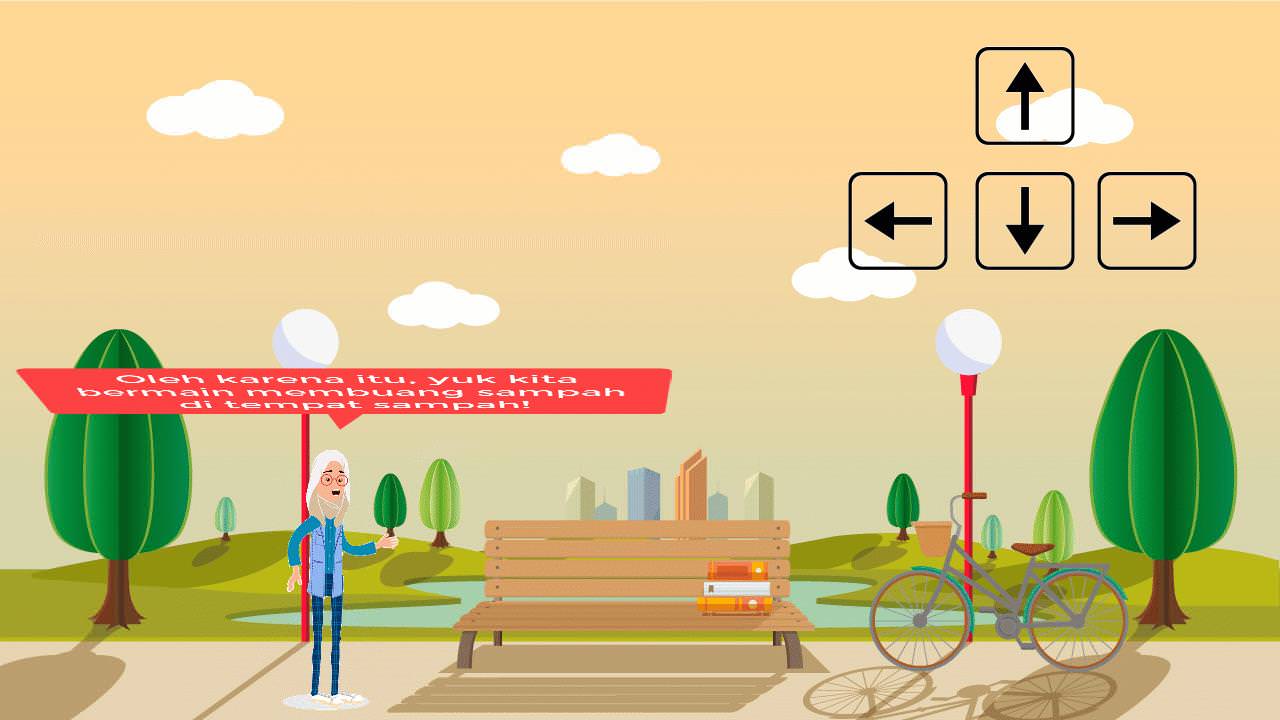 Oleh karena itu, yuk kita
bermain membuang sampah
di tempat sampah!